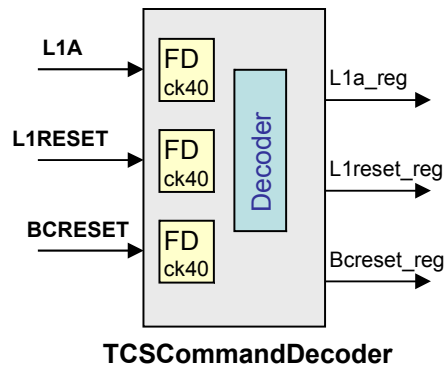 L1A
FD
ck40
L1a_reg
L1RESET
FD
ck40
Decoder
L1reset_reg
BCRESET
FD
ck40
Bcreset_reg
TCSCommandDecoder